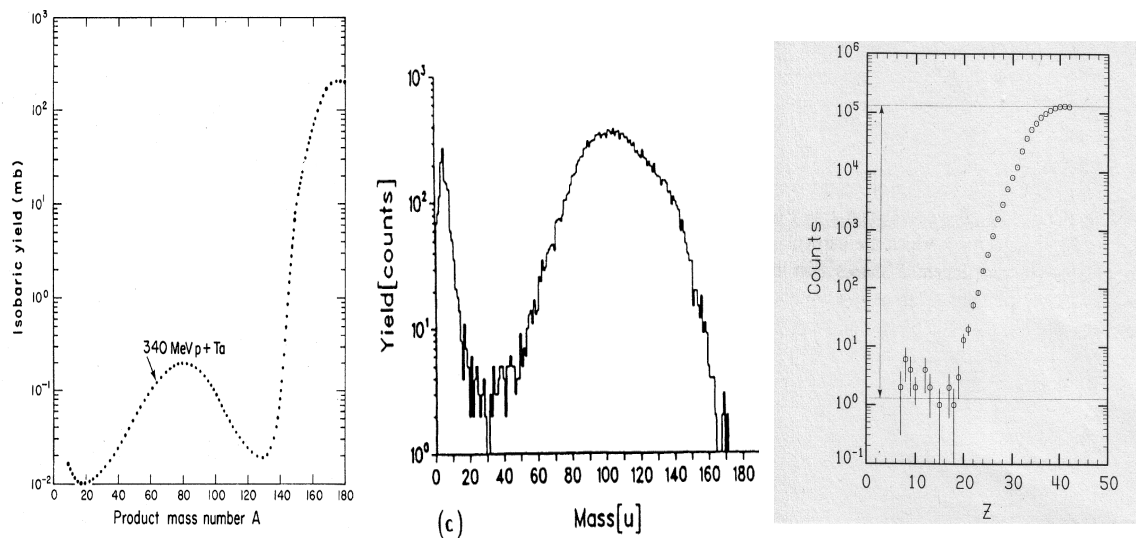 10³
10²
10¹
10⁰
10⁻¹
10⁻²
Isobaric yield (mb)
340 MeV p + Ta
0 20 40 60 80 100 120 140 160 180
Product mass number A
10³
10²
10¹
10⁰
Yield[counts]
0 20 40 60 80 100 120 140 160 180
(c)
Mass[u]
10⁶
10⁵
10⁴
10³
10²
10¹
10⁰
10⁻¹
Counts
0 10 20 30 40 50
Z